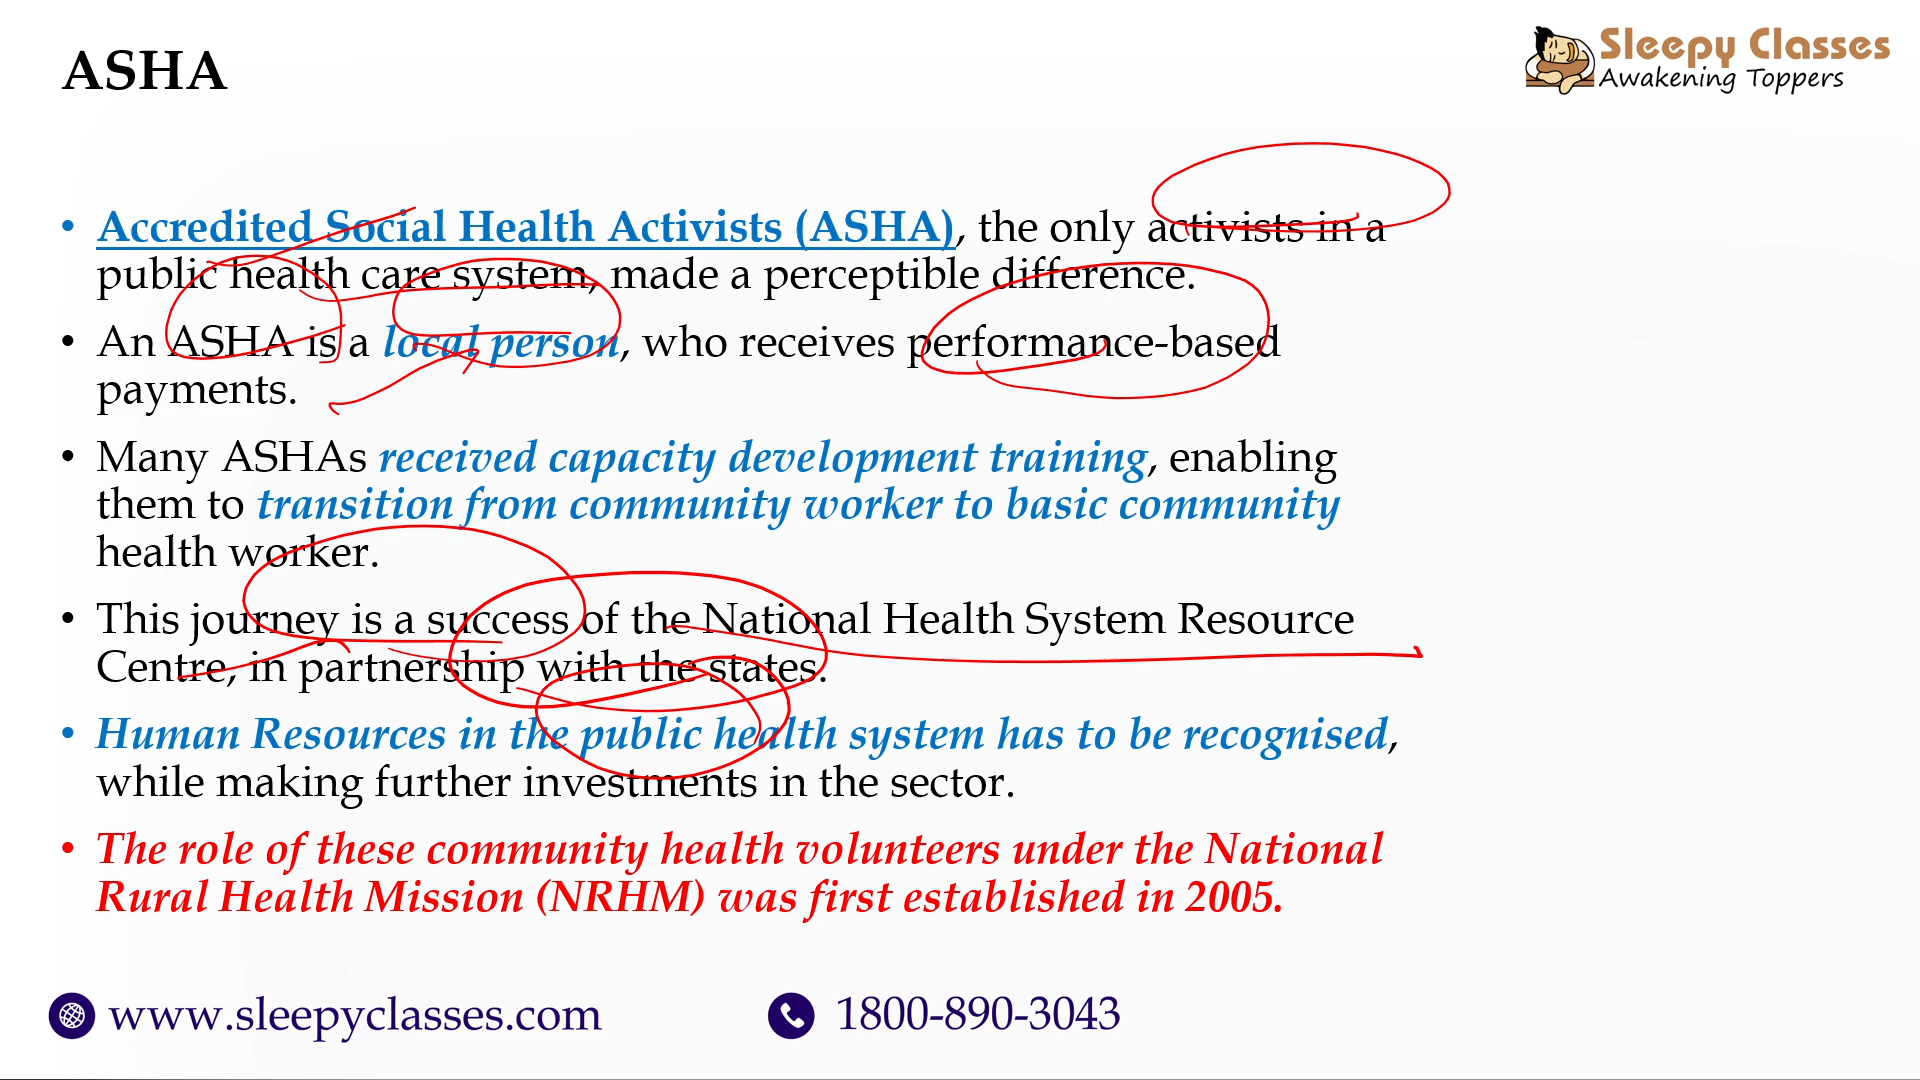 ASHA
Sleepy Classes
Awakening Toppers
• Accredited Social Health Activists (ASHA), the only activists in a
public health care system, made a perceptible difference.
• An ASHA is a local person, who receives performance-based
payments.
• Many ASHAs received capacity development training, enabling
them to transition from community worker to basic community
health worker.
• This journey is a success of the National Health System Resource
Centre, in partnership with the states.
• Human Resources in the public health system has to be recognised,
while making further investments in the sector.
• The role of these community health volunteers under the National
Rural Health Mission (NRHM) was first established in 2005.
www.sleepyclasses.com
1800-890-3043